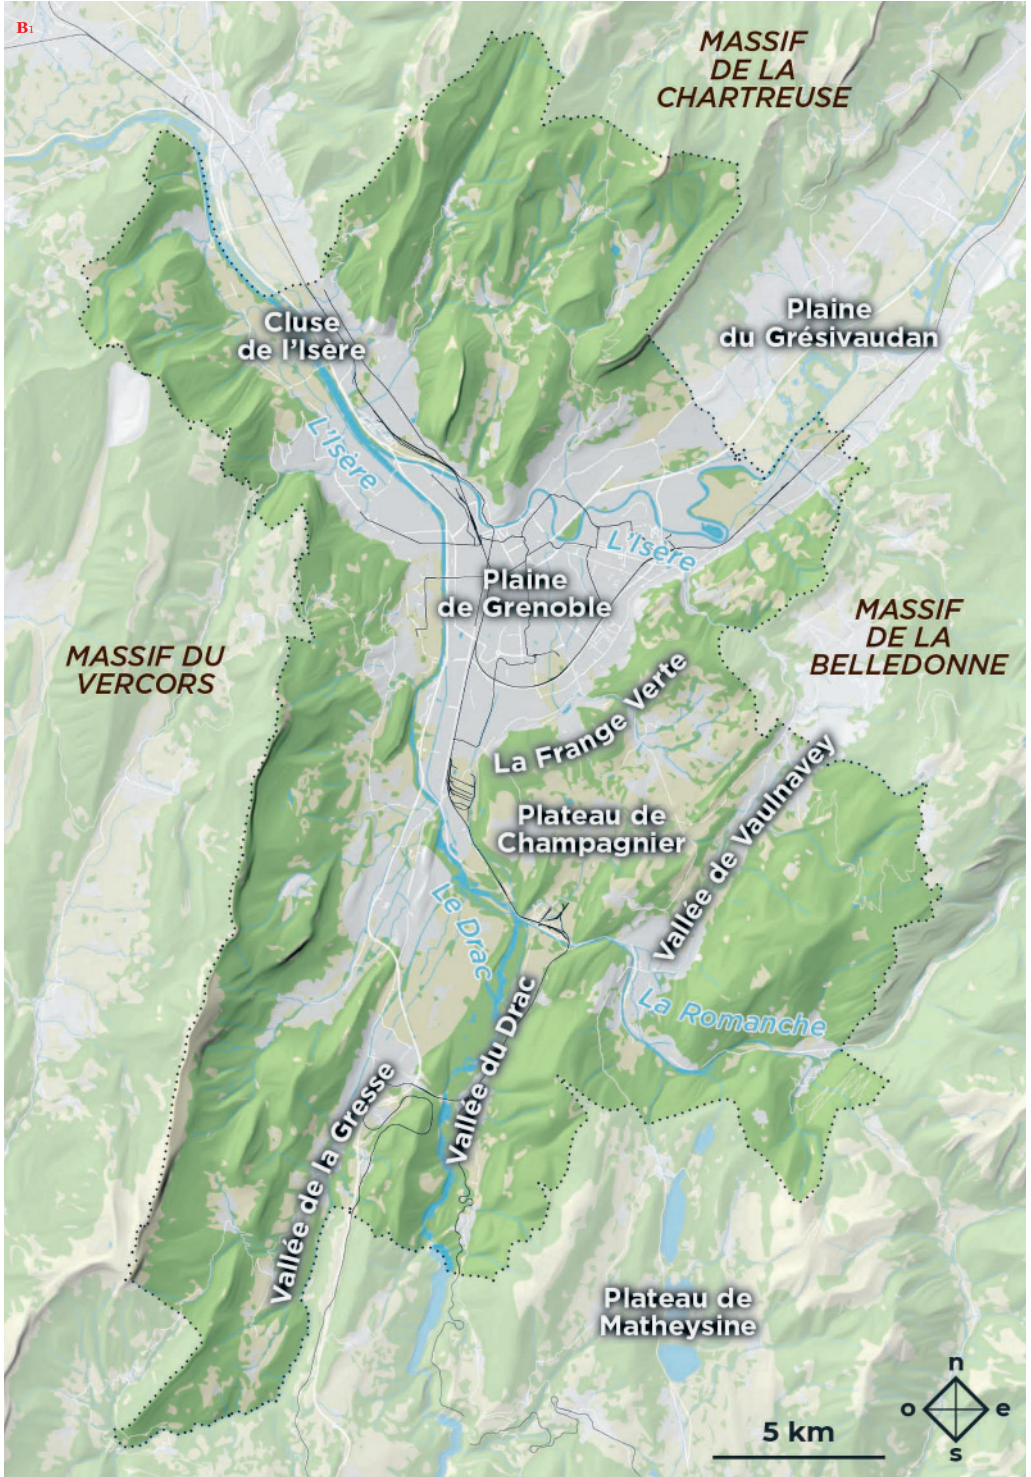 B1
MASSIF
DE LA
CHARTREUSE
Plaine
du Grésivaudan
Cluse
de l'Isère
L'Isère
L'Isère
Plaine
de Grenoble
MASSIF
DE LA
BELLEDONNE
MASSIF DU
VERCORS
La Frange Verte
Plateau de
Champagnier
Vallée de Vaulnavey
Le Drac
La Romanche
Vallée du Drac
Vallée de la Gresse
Plateau de
Matheysine
n
o e
s
5 km